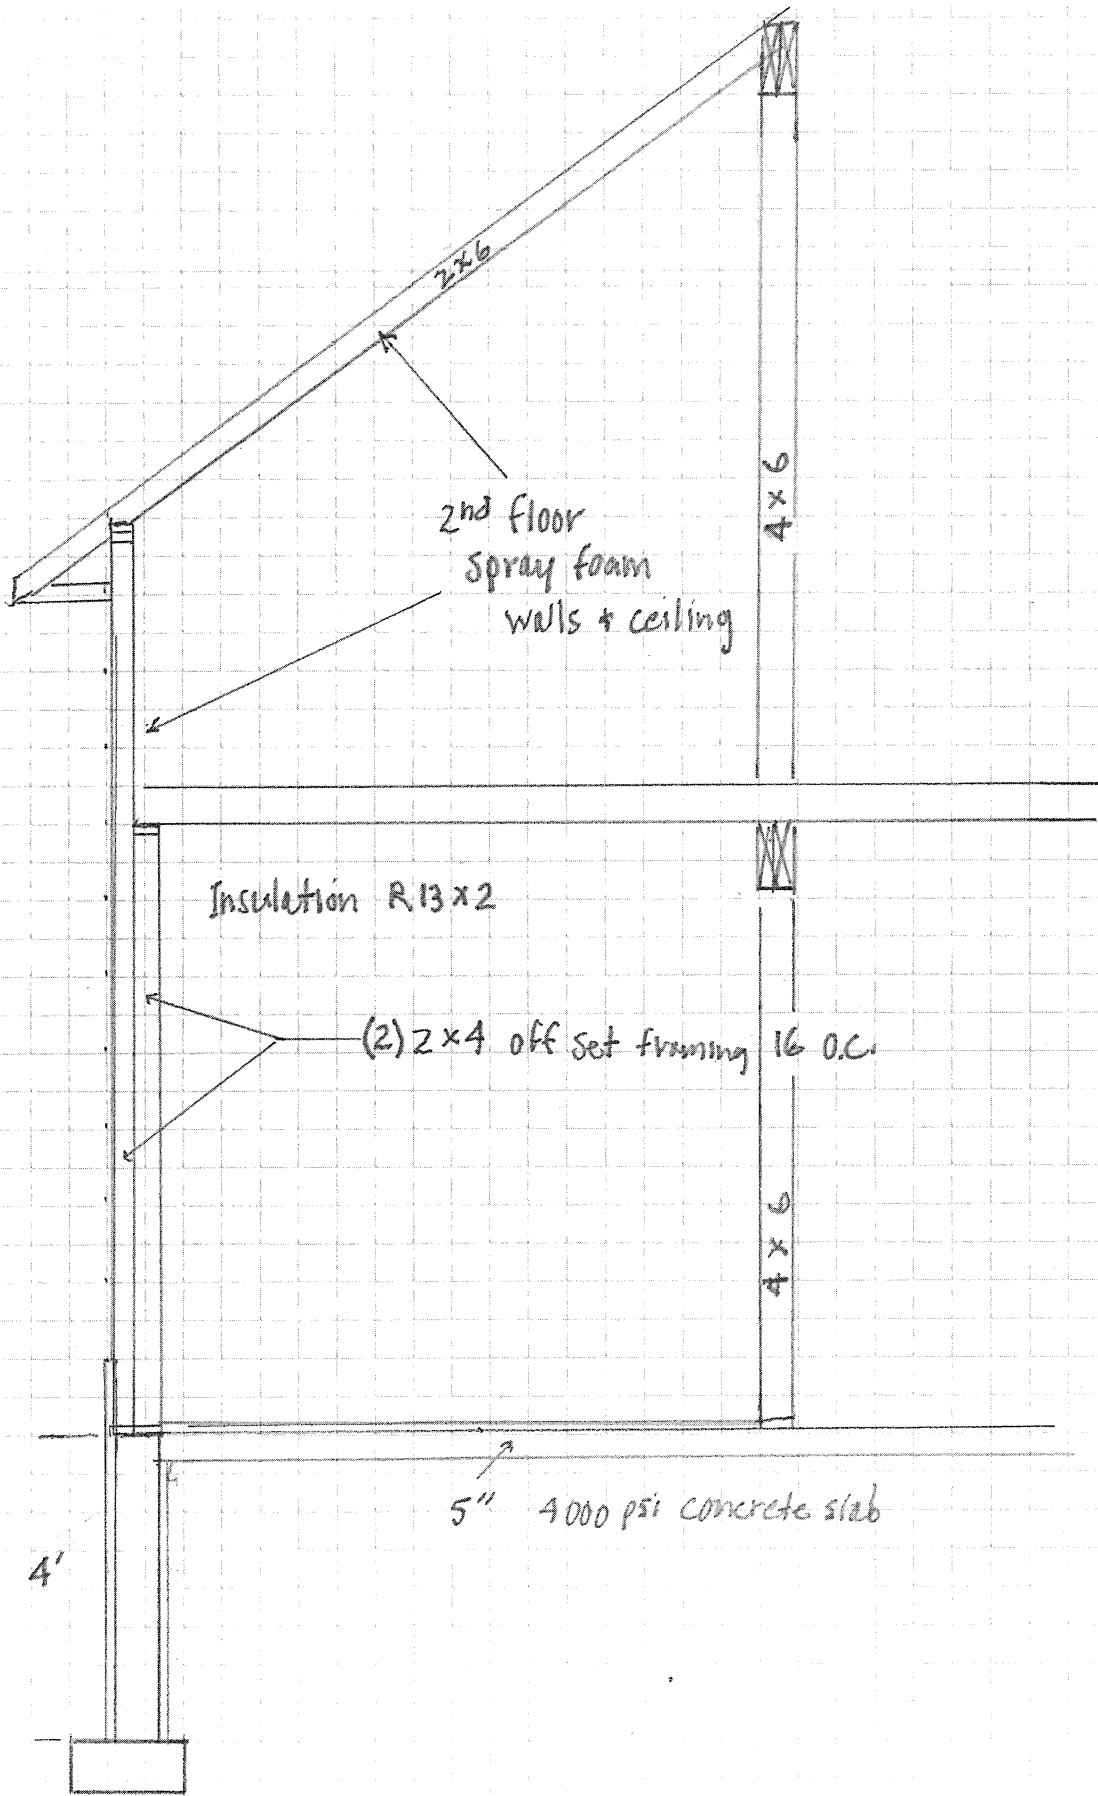 2x6
4x6
2nd floor
spray foam
walls & ceiling
Insulation R13x2
(2) 2x4 off set framing 16 O.C.
4x6
5" 4000 psi concrete slab
4'